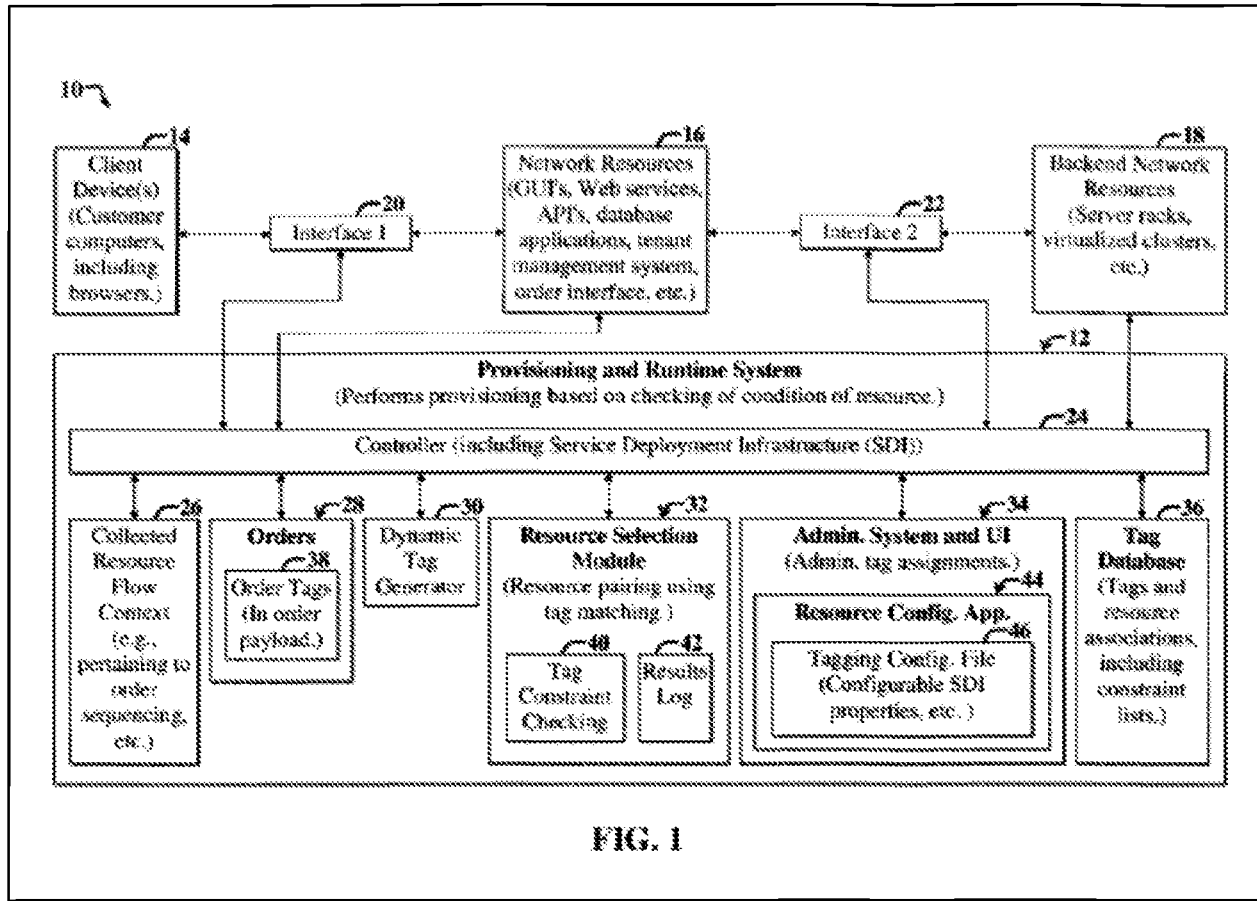 10
14
Client
Device(s)
(Customer
computers,
including
browsers.)
20
Interface 1
16
Network Resources
(GUI's, Web services,
API's, database
applications, tenant
management system,
order interface, etc.)
22
Interface 2
18
Backend Network
Resources
(Server racks,
virtualized clusters,
etc.)
12
Provisioning and Runtime System
(Performs provisioning based on checking of condition of resource.)
24
Controller (including Service Deployment Infrastructure (SDI))
26
Collected
Resource
Flow
Context
(e.g.,
pertaining to
order
sequencing,
etc.)
28
Orders
38
Order Tags
(In order
payload.)
30
Dynamic
Tag
Generator
32
Resource Selection
Module
(Resource pairing using
tag matching.)
40
Tag
Constraint
Checking
42
Results
Log
34
Admin. System and UI
(Admin. tag assignments.)
44
Resource Config. App.
46
Tagging Config. File
(Configurable SDI
properties, etc.)
36
Tag
Database
(Tags and
resource
associations,
including
constraint
lists.)
FIG. 1